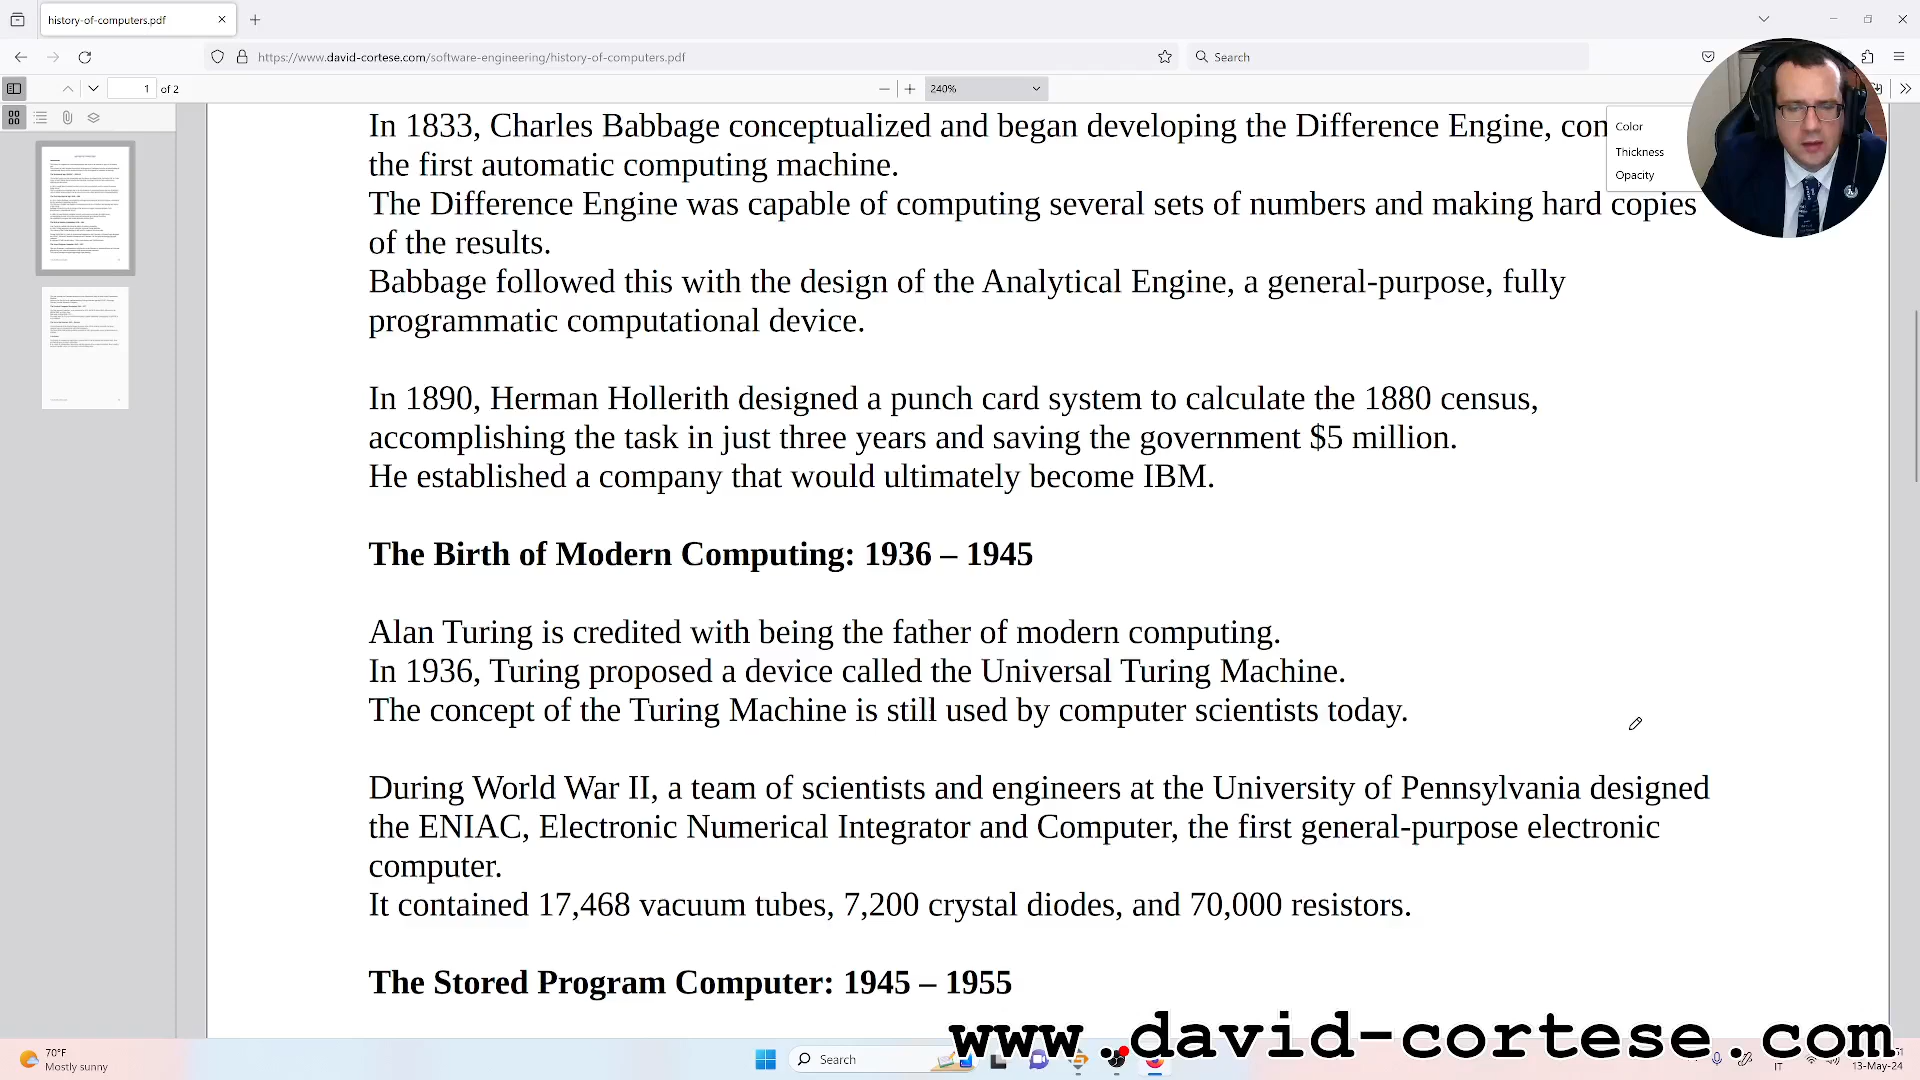 history-of-computers.pdf
https://www.david-cortese.com/software-engineering/history-of-computers.pdf
Search
1 of 2
240%
Color
Thickness
Opacity
In 1833, Charles Babbage conceptualized and began developing the Difference Engine,
the first automatic computing machine.
The Difference Engine was capable of computing several sets of numbers and making hard copies
of the results.
Babbage followed this with the design of the Analytical Engine, a general-purpose, fully
programmatic computational device.
In 1890, Herman Hollerith designed a punch card system to calculate the 1880 census,
accomplishing the task in just three years and saving the government $5 million.
He established a company that would ultimately become IBM.
The Birth of Modern Computing: 1936 – 1945
Alan Turing is credited with being the father of modern computing.
In 1936, Turing proposed a device called the Universal Turing Machine.
The concept of the Turing Machine is still used by computer scientists today.
During World War II, a team of scientists and engineers at the University of Pennsylvania designed
the ENIAC, Electronic Numerical Integrator and Computer, the first general-purpose electronic
computer.
It contained 17,468 vacuum tubes, 7,200 crystal diodes, and 70,000 resistors.
The Stored Program Computer: 1945 – 1955
www.david-cortese.com
70°F
Mostly sunny
Search
IT
13-May-24